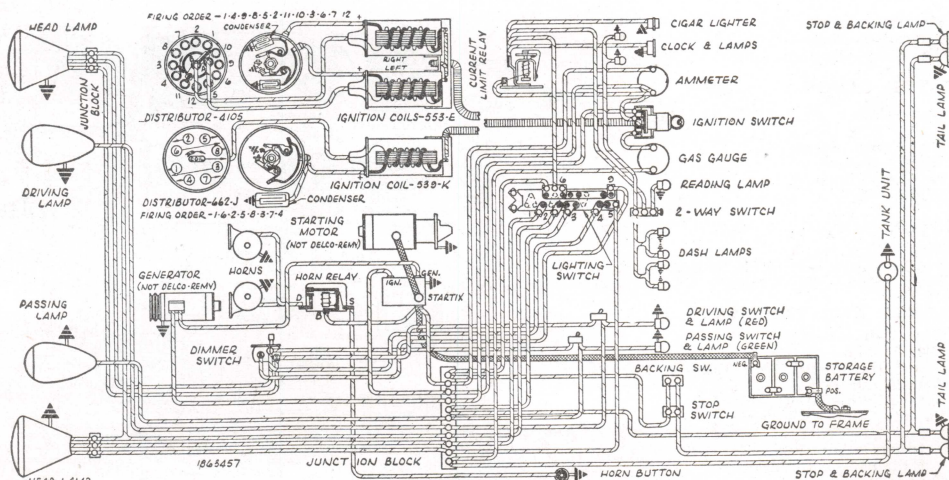 FIRING ORDER -1-4-9-8-5-2-11-10-3-6-7 12
CONDENSER
HEAD LAMP
CIGAR LIGHTER
STOP & BACKING LAMP
CLOCK & LAMPS
CURRENT
LIMIT RELAY
RIGHT
LEFT
AMMETER
JUNCTION
BLOCK
TAIL LAMP
DISTRIBUTOR-4105
IGNITION COILS-553-E
IGNITION SWITCH
DRIVING
LAMP
GAS GAUGE
IGNITION COIL-539-K
READING LAMP
DISTRIBUTOR-662-J
CONDENSER
FIRING ORDER -1-6-2-5-8-3-7-4
2-WAY SWITCH
TANK UNIT
STARTING
MOTOR
(NOT DELCO-REMY)
DASH LAMPS
LIGHTING
SWITCH
GENERATOR
(NOT DELCO-REMY)
HORNS
HORN RELAY
IGN.
GEN.
STARTIX
PASSING
LAMP
DRIVING SWITCH
& LAMP (RED)
PASSING SWITCH
& LAMP (GREEN)
DIMMER
SWITCH
BACKING SW.
NEG.
STORAGE
BATTERY
POS.
STOP
SWITCH
GROUND TO FRAME
TAIL LAMP
1865457
JUNCTION BLOCK
HORN BUTTON
STOP & BACKING LAMP
HEAD LAMP